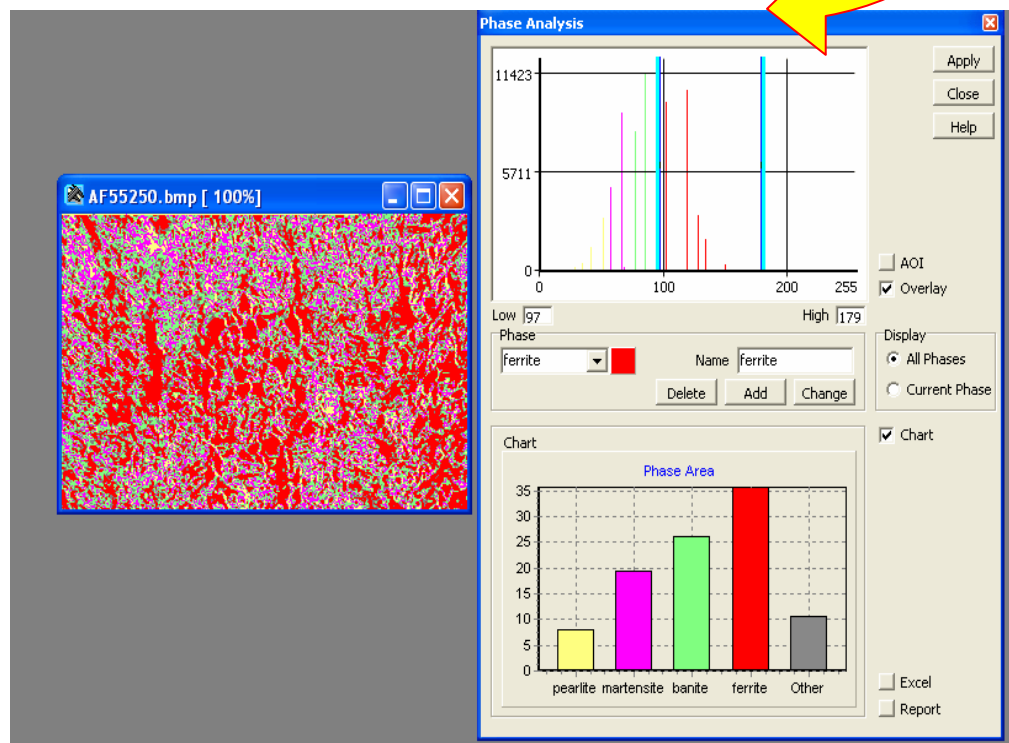 Phase Analysis
Apply
Close
Help
11423
5711
0
0 100 200 255
AF55250.bmp [ 100%]
AOI
Overlay
Low 97 High 179
Phase
ferrite Name ferrite
Delete Add Change
Display
All Phases
Current Phase
Chart
Chart
Phase Area
35
30
25
20
15
10
5
0
pearlite martensite banite ferrite Other
Excel
Report